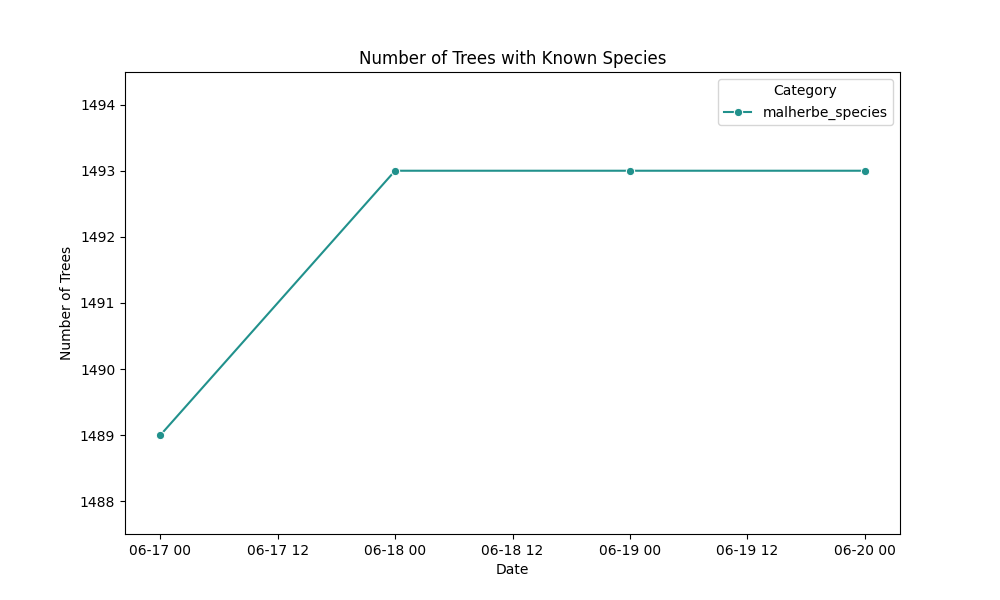 Number of Trees with Known Species
Category
malherbe_species
1494
1493
1492
1491
1490
1489
1488
Number of Trees
06-17 00
06-17 12
06-18 00
06-18 12
06-19 00
06-19 12
06-20 00
Date